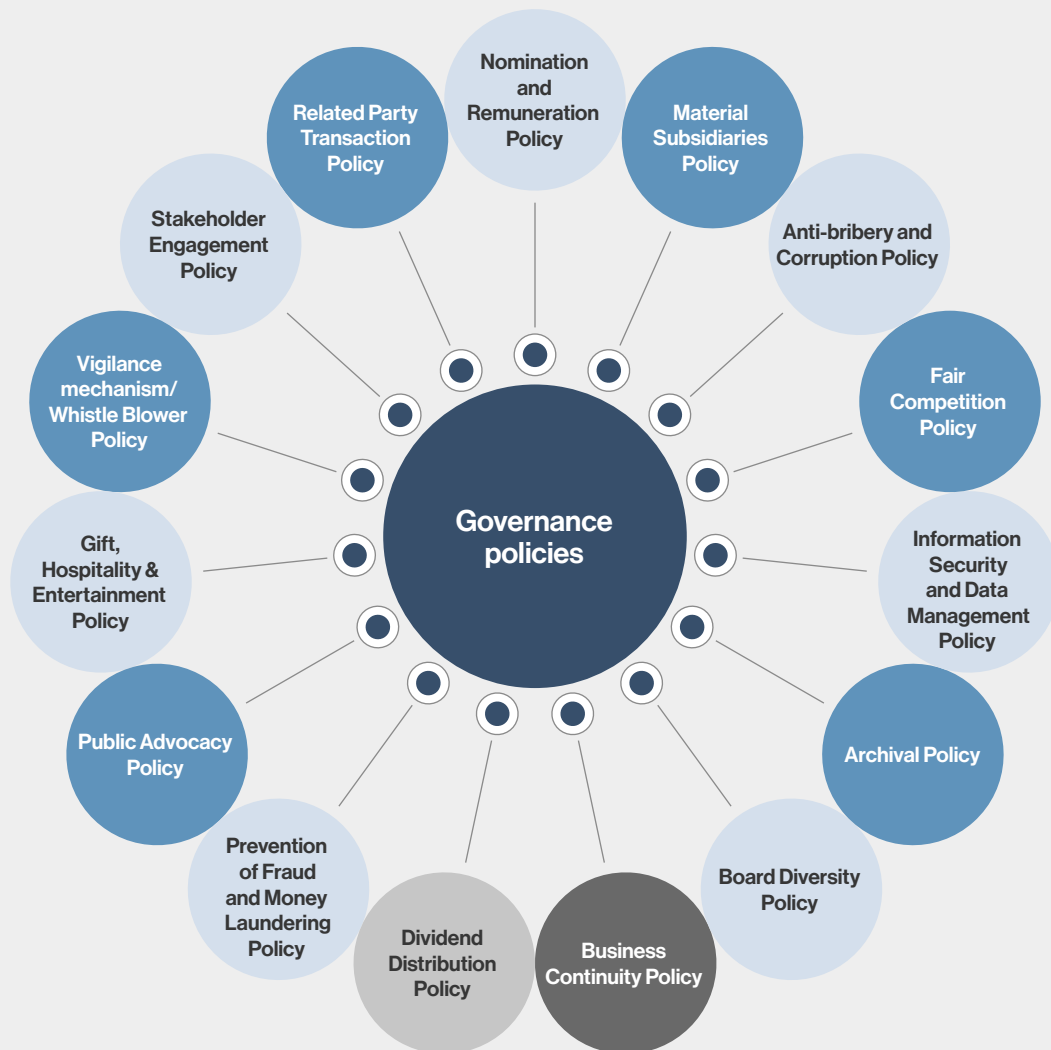 Nomination
and
Remuneration
Policy
Material
Subsidiaries
Policy
Anti-bribery and
Corruption Policy
Fair
Competition
Policy
Information
Security
and Data
Management
Policy
Archival Policy
Board Diversity
Policy
Business
Continuity Policy
Dividend
Distribution
Policy
Prevention
of Fraud
and Money
Laundering
Policy
Public Advocacy
Policy
Gift,
Hospitality &
Entertainment
Policy
Vigilance
mechanism/
Whistle Blower
Policy
Stakeholder
Engagement
Policy
Related Party
Transaction
Policy
Governance
policies